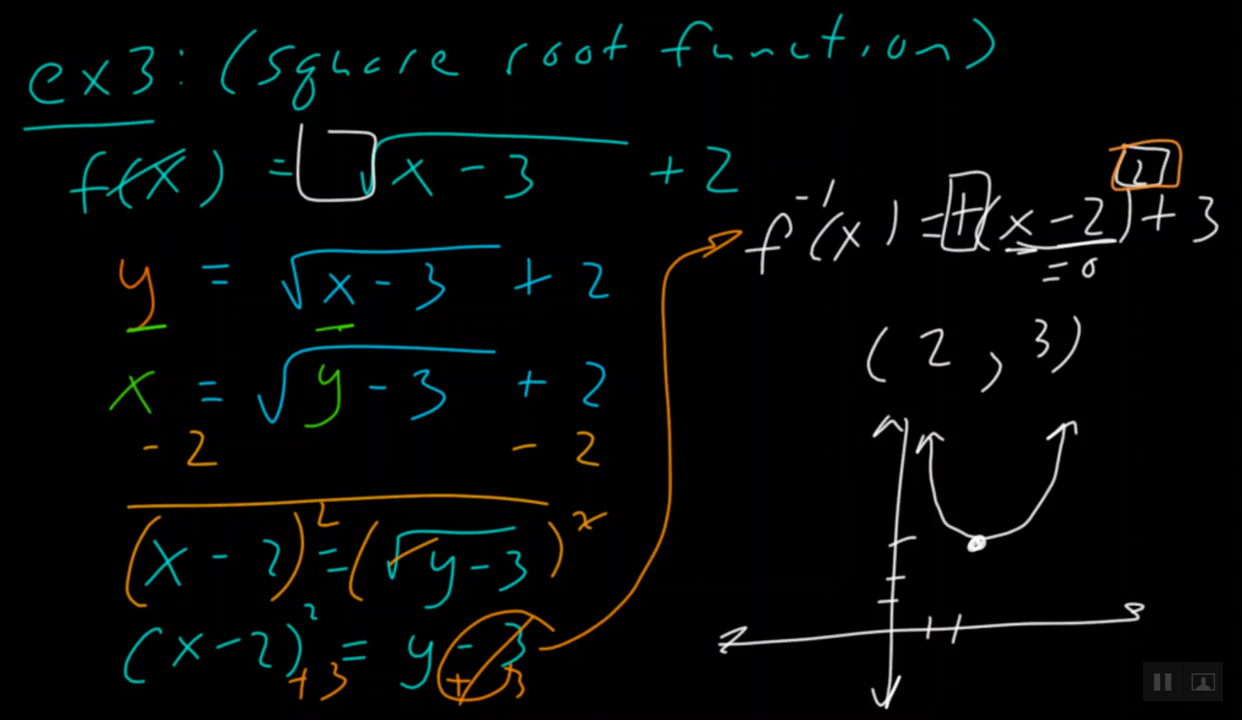 ex3: (square root function)
f(x) = √x - 3 + 2
y = √x - 3 + 2
x = √y - 3 + 2
- 2 - 2
(x - 2)² = (√y - 3)²
(x - 2)² = y - 3
+ 3 + 3
f⁻¹(x) = +(x - 2)² + 3
= 0
(2, 3)